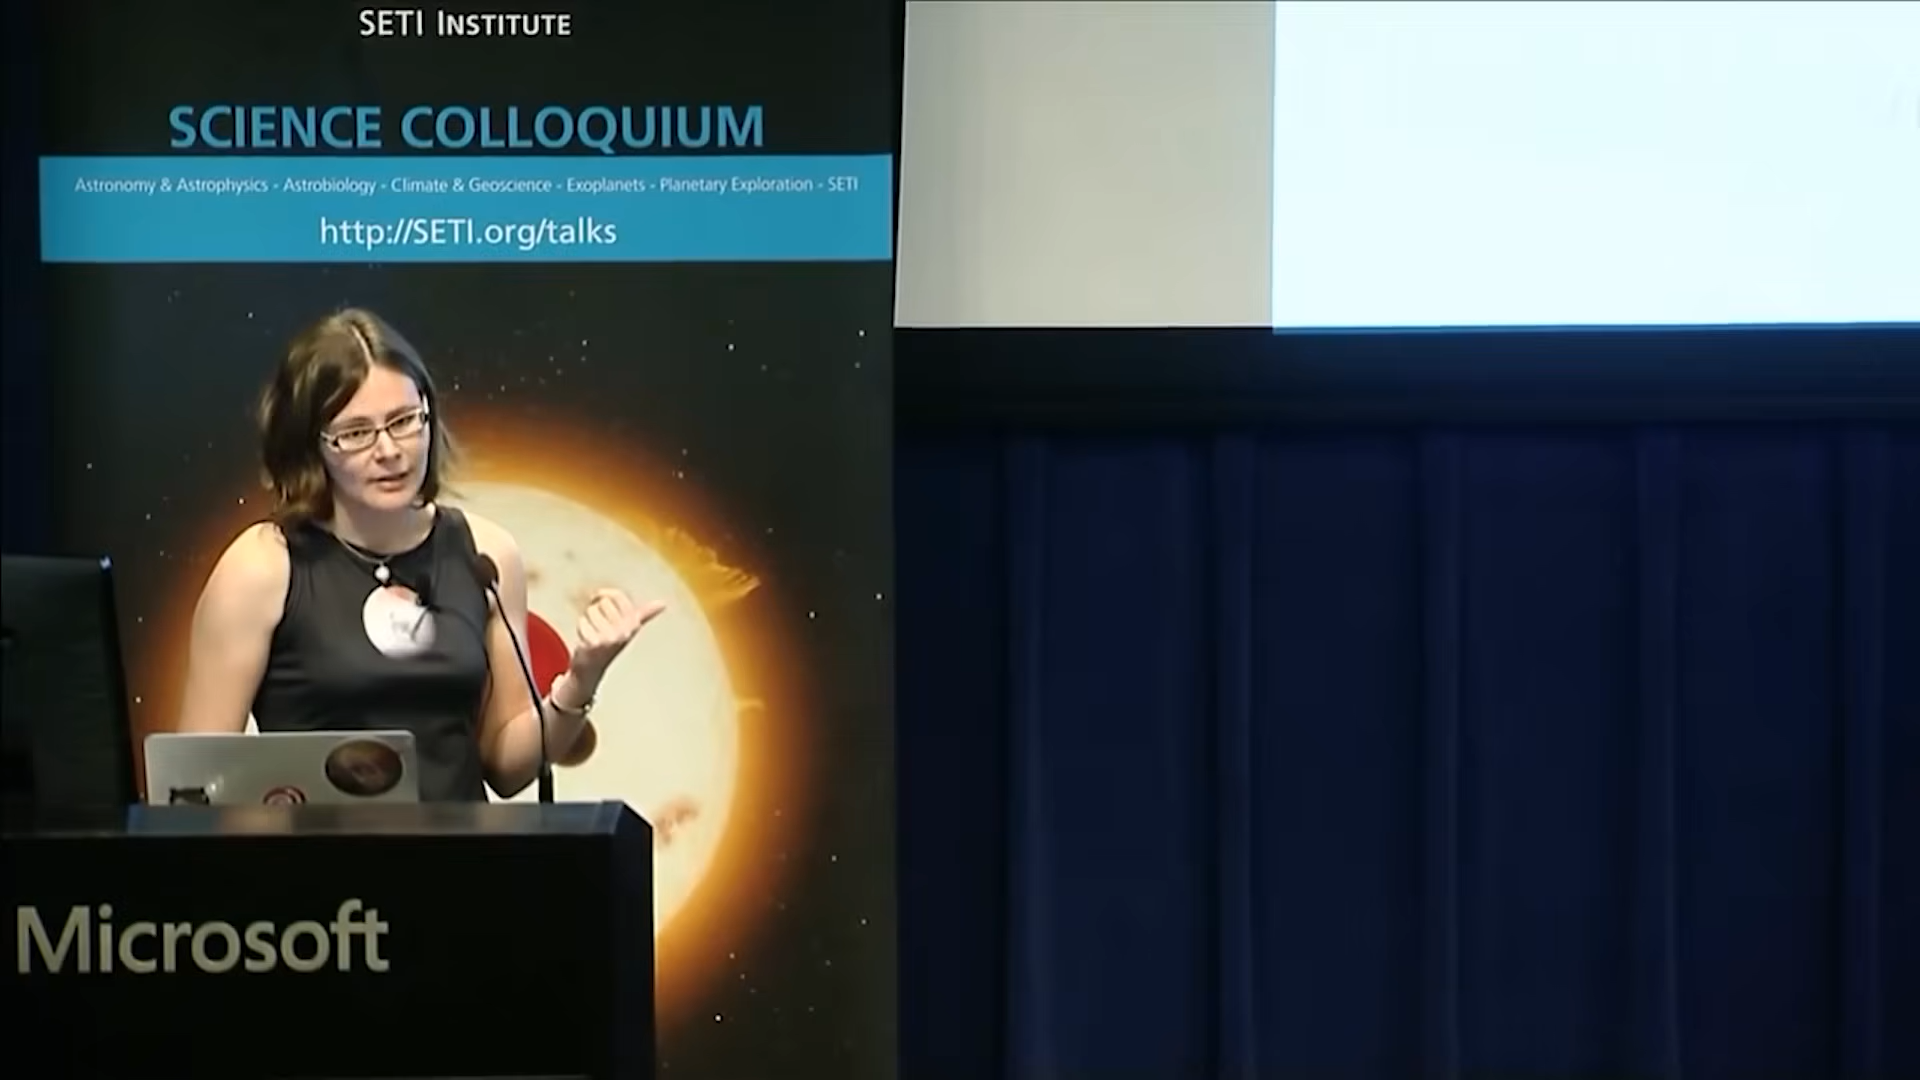 SETI INSTITUTE
SCIENCE COLLOQUIUM
Astronomy & Astrophysics - Astrobiology - Climate & Geoscience - Exoplanets - Planetary Exploration - SETI
http://SETI.org/talks
Microsoft